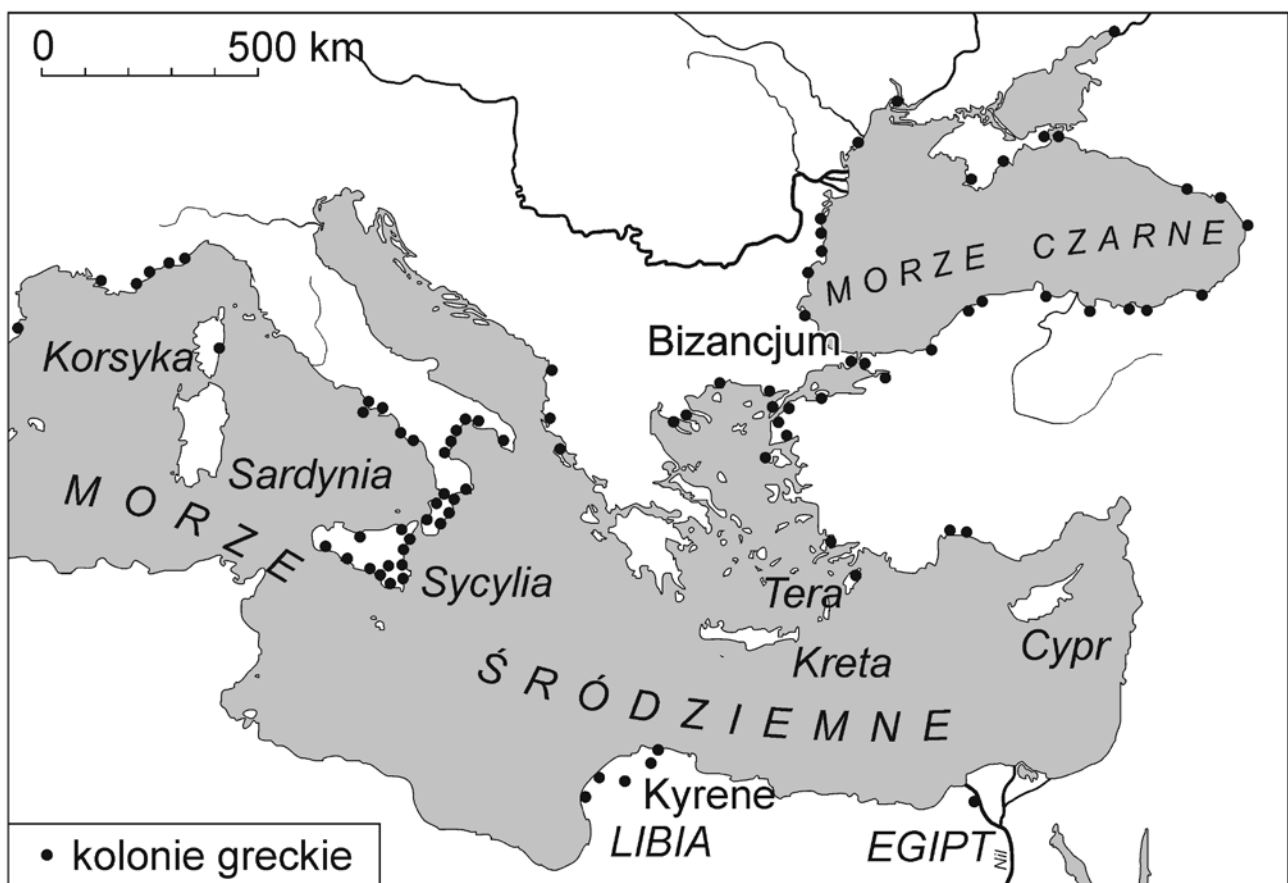 0 500 km
MORZE CZARNE
Bizancjum
Korsyka
Sardynia
MORZE
Sycylia
Tera
Cypr
Kreta
ŚRÓDZIEMNE
Kyrene
LIBIA
EGIPT
Nil
• kolonie greckie